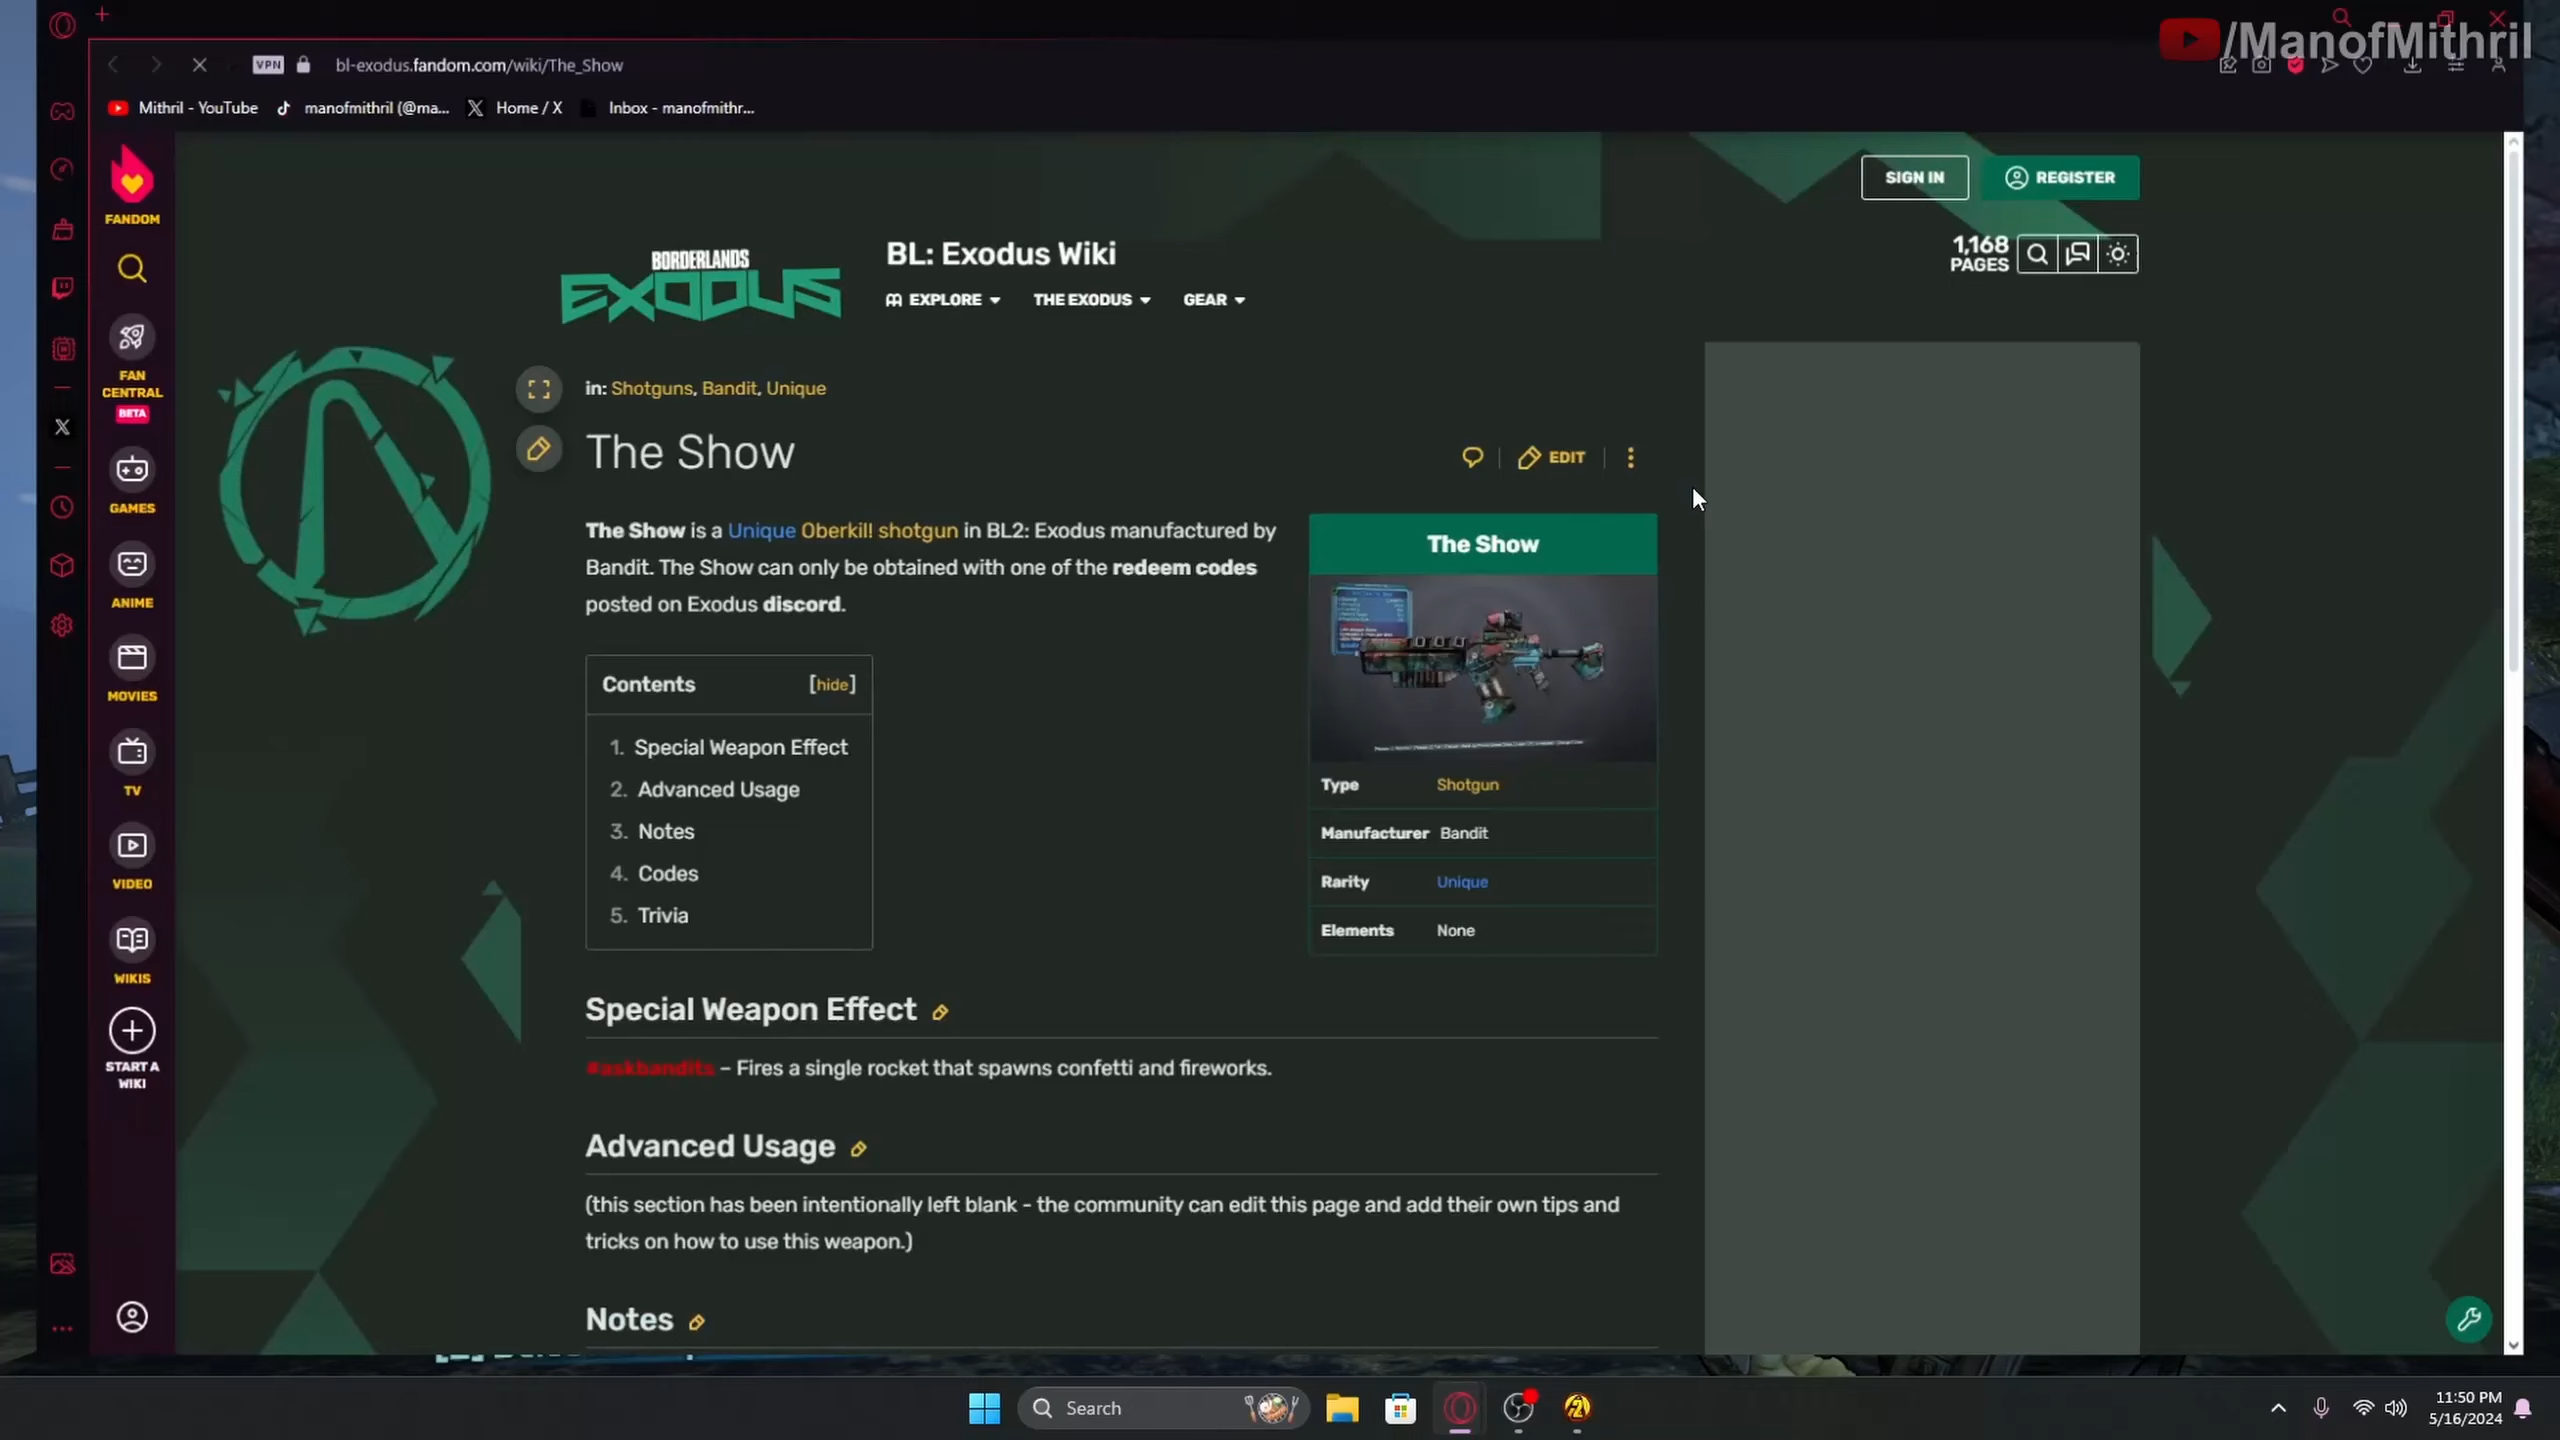 /ManofMithril
VPN
bl-exodus.fandom.com/wiki/The_Show
Mithril - YouTube
manofmithril (@ma...
Home / X
Inbox - manofmithr...
FANDOM
FAN CENTRAL
BETA
GAMES
ANIME
MOVIES
TV
VIDEO
WIKIS
START A WIKI
SIGN IN
REGISTER
BORDERLANDS
EXODUS
BL: Exodus Wiki
EXPLORE
THE EXODUS
GEAR
1,168
PAGES
in: Shotguns, Bandit, Unique
The Show
EDIT
The Show is a Unique Oberkill shotgun in BL2: Exodus manufactured by
Bandit. The Show can only be obtained with one of the redeem codes
posted on Exodus discord.
Contents [hide]
1. Special Weapon Effect
2. Advanced Usage
3. Notes
4. Codes
5. Trivia
The Show
Type Shotgun
Manufacturer Bandit
Rarity Unique
Elements None
Special Weapon Effect
#askbandits – Fires a single rocket that spawns confetti and fireworks.
Advanced Usage
(this section has been intentionally left blank - the community can edit this page and add their own tips and
tricks on how to use this weapon.)
Notes
Search
11:50 PM
5/16/2024